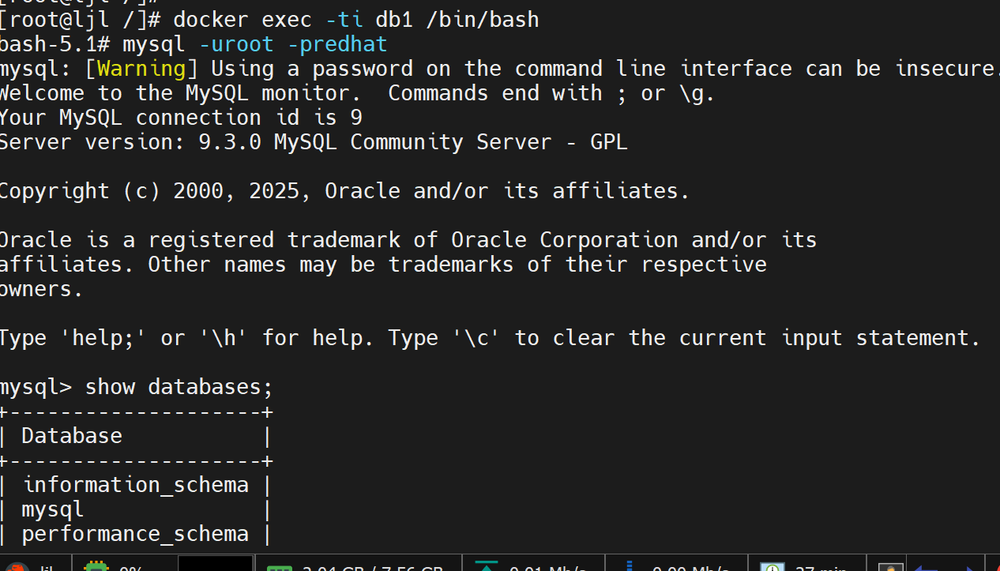 [root@ljl /]# docker exec -ti db1 /bin/bash
bash-5.1# mysql -uroot -predhat
mysql: [Warning] Using a password on the command line interface can be insecure.
Welcome to the MySQL monitor.  Commands end with ; or \g.
Your MySQL connection id is 9
Server version: 9.3.0 MySQL Community Server - GPL
Copyright (c) 2000, 2025, Oracle and/or its affiliates.
Oracle is a registered trademark of Oracle Corporation and/or its
affiliates. Other names may be trademarks of their respective
owners.
Type 'help;' or '\h' for help. Type '\c' to clear the current input statement.
mysql> show databases;
+--------------------+
| Database           |
+--------------------+
| information_schema |
| mysql              |
| performance_schema |